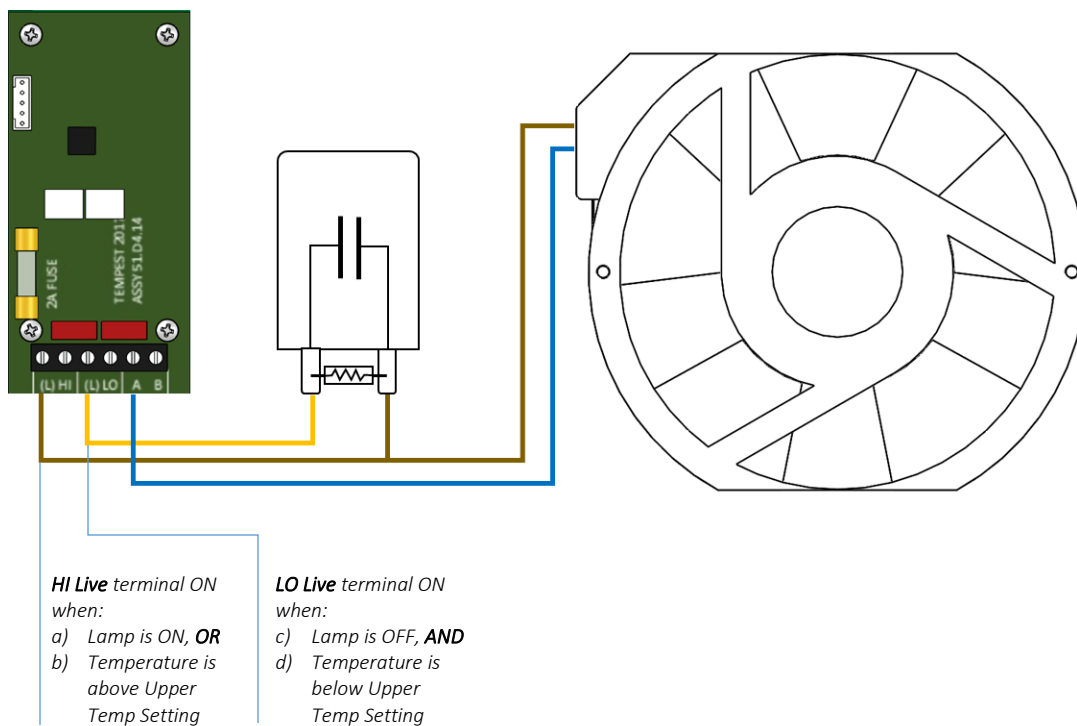 2A FUSE
TEMPEST 2017
ASSY 51.D4.14
(L) HI (L) LO A B
HI Live terminal ON
when:
a) Lamp is ON, OR
b) Temperature is
above Upper
Temp Setting
LO Live terminal ON
when:
c) Lamp is OFF, AND
d) Temperature is
below Upper
Temp Setting